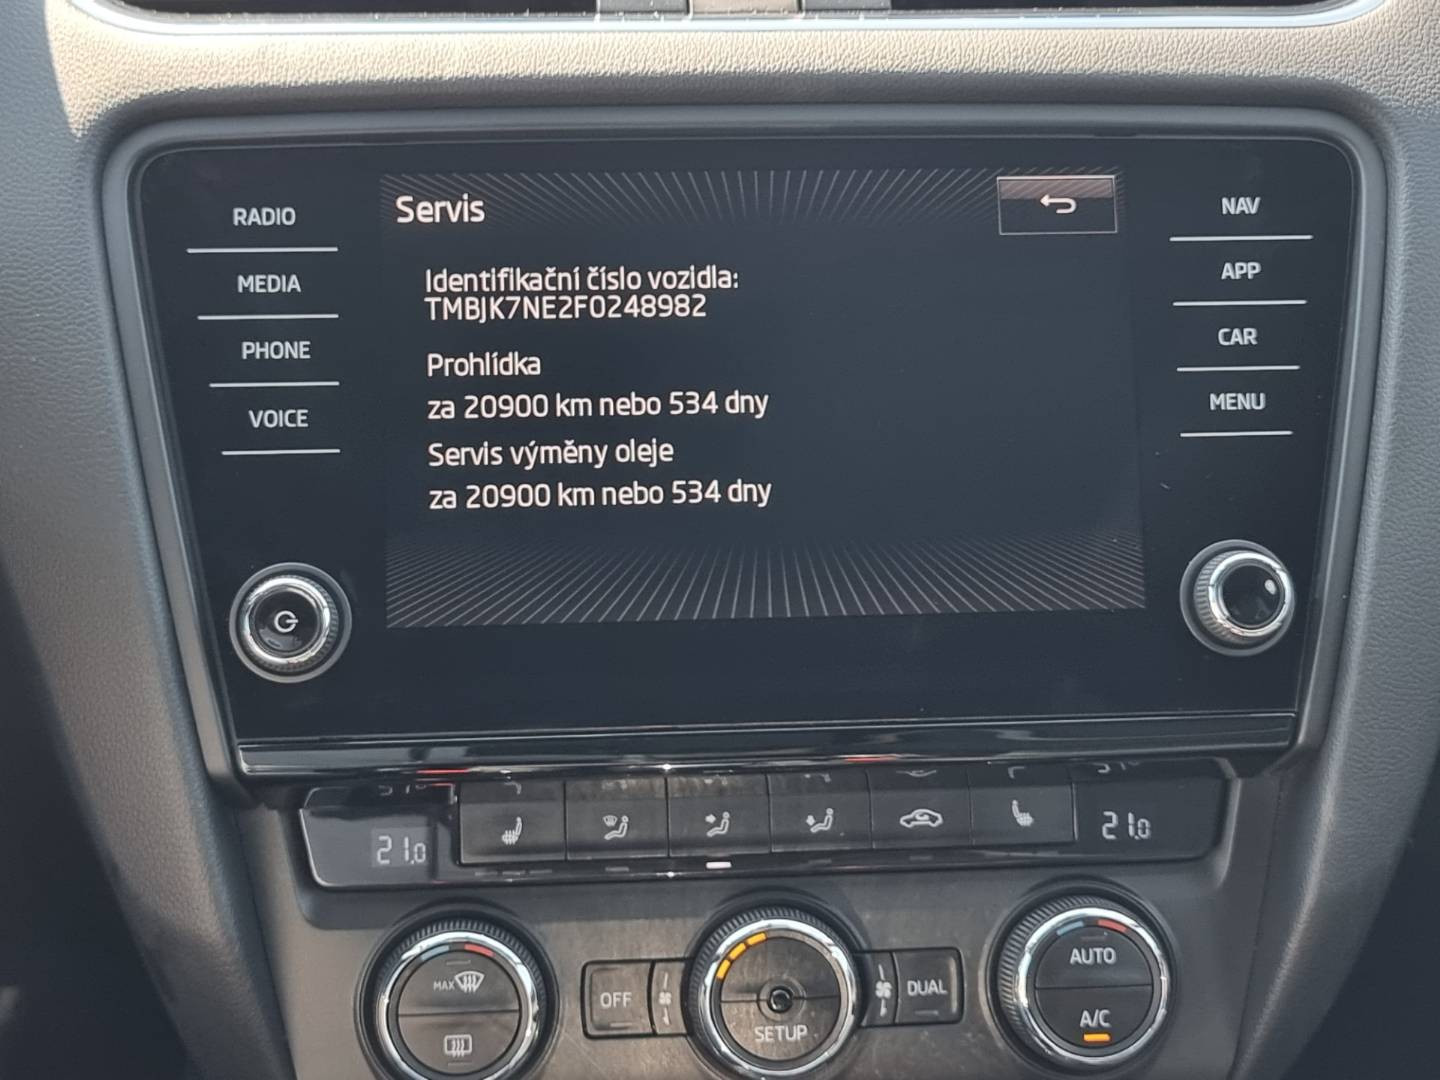 Servis
RADIO
MEDIA
PHONE
VOICE
Identifikační číslo vozidla:
TMBJK7NE2F0248982
Prohlídka
za 20900 km nebo 534 dny
Servis výměny oleje
za 20900 km nebo 534 dny
NAV
APP
CAR
MENU
21.0
21.0
MAX
OFF
SETUP
DUAL
AUTO
A/C